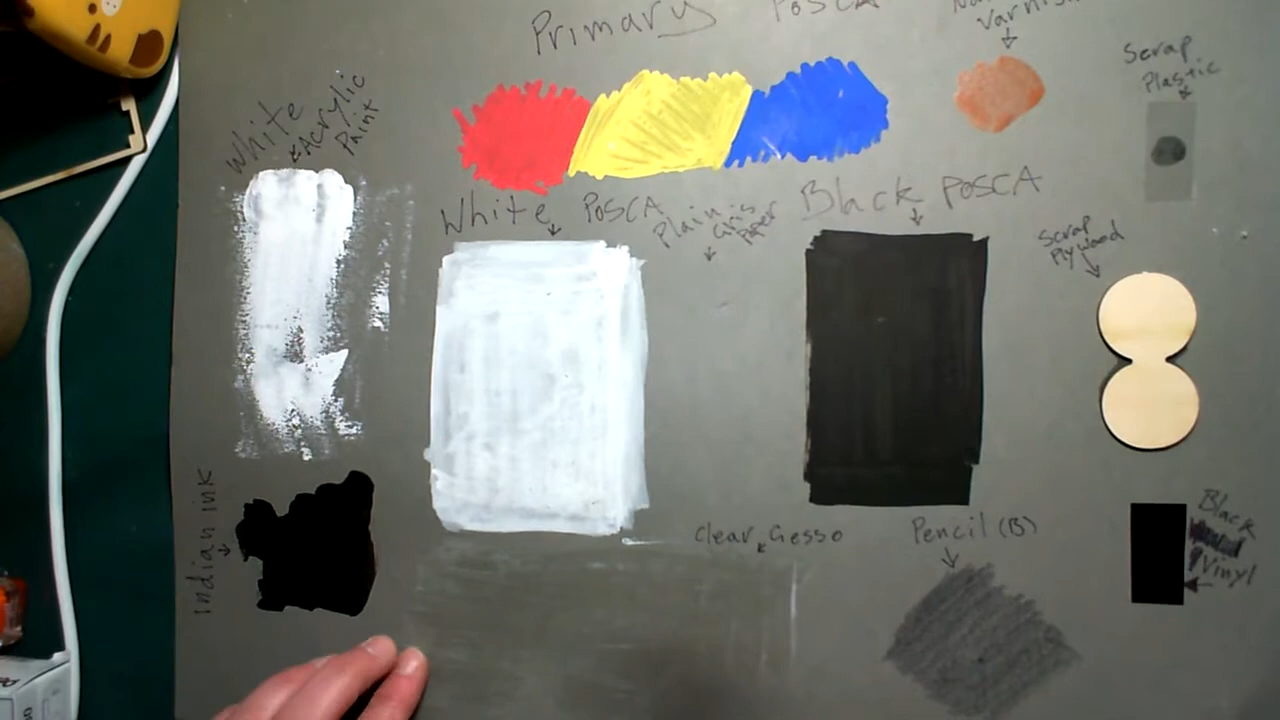 Primary POSCA
Varnish
Scrap
Plastic
White
Acrylic
Paint
White POSCA
Plain
Gris
Paper
Black POSCA
Scrap
Plywood
Indian ink
Clear Gesso
Pencil (B)
Black
Vinyl